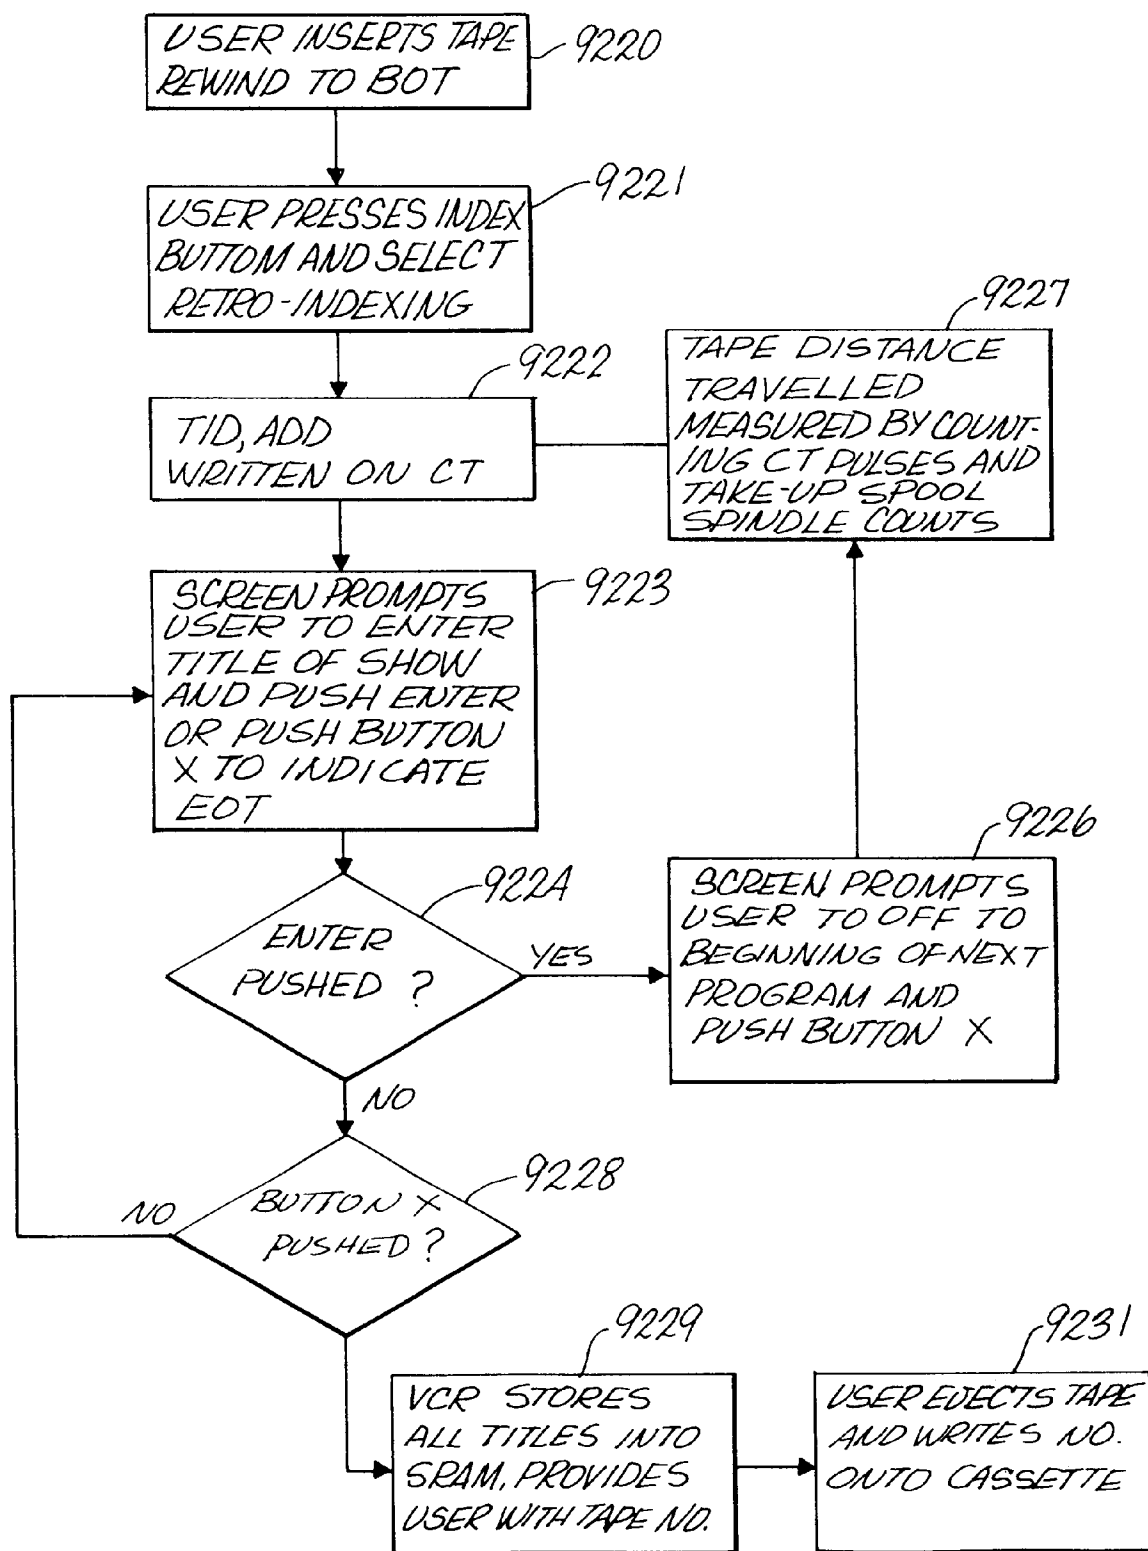 USER INSERTS TAPE
REWIND TO BOT
9220
USER PRESSES INDEX
BUTTOM AND SELECT
RETRO-INDEXING
9221
TID, ADD
WRITTEN ON CT
9222
TAPE DISTANCE
TRAVELLED
MEASURED BY COUNT-
ING CT PULSES AND
TAKE-UP SPOOL
SPINDLE COUNTS
9227
SCREEN PROMPTS
USER TO ENTER
TITLE OF SHOW
AND PUSH ENTER
OR PUSH BUTTON
X TO INDICATE
EOT
9223
ENTER
PUSHED ?
9224
YES
NO
SCREEN PROMPTS
USER TO OFF TO
BEGINNING OF NEXT
PROGRAM AND
PUSH BUTTON X
9226
BUTTON X
PUSHED ?
9228
NO
VCR STORES
ALL TITLES INTO
SRAM, PROVIDES
USER WITH TAPE NO.
9229
USER EJECTS TAPE
AND WRITES NO.
ONTO CASSETTE
9231